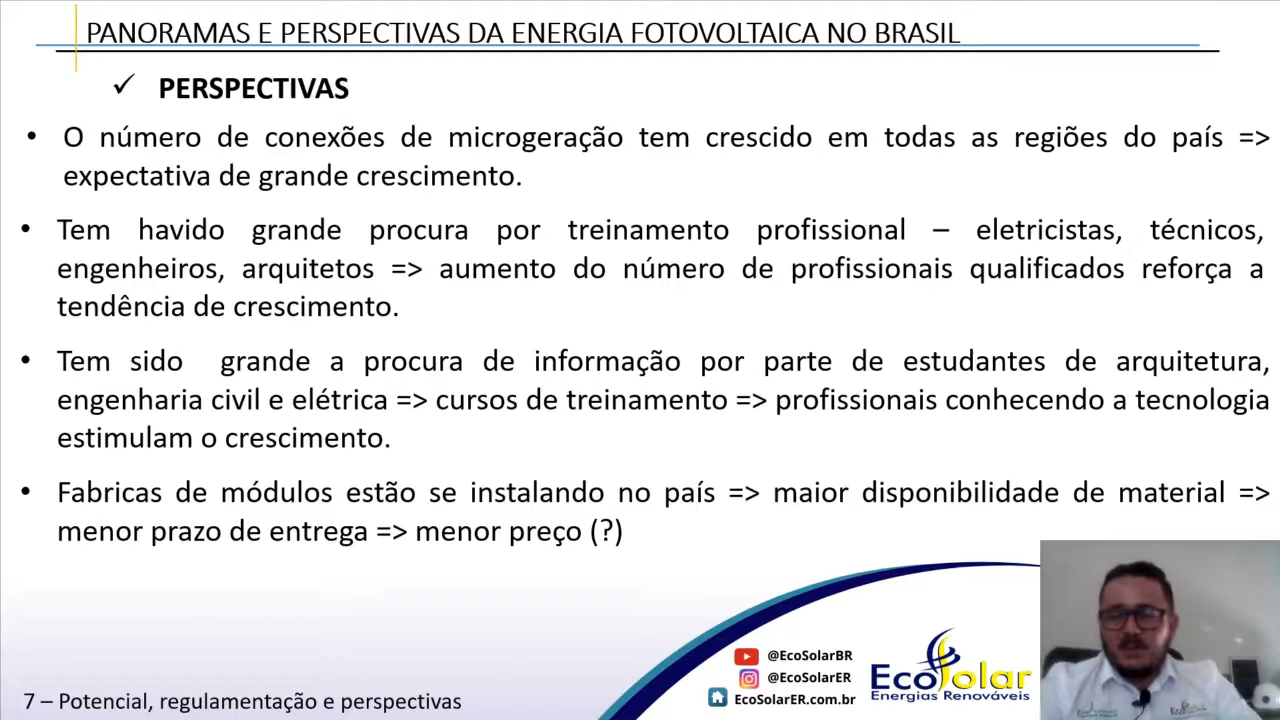 PANORAMAS E PERSPECTIVAS DA ENERGIA FOTOVOLTAICA NO BRASIL
✓ PERSPECTIVAS
• O número de conexões de microgeração tem crescido em todas as regiões do país =>
expectativa de grande crescimento.
• Tem havido grande procura por treinamento profissional – eletricistas, técnicos,
engenheiros, arquitetos => aumento do número de profissionais qualificados reforça a
tendência de crescimento.
• Tem sido grande a procura de informação por parte de estudantes de arquitetura,
engenharia civil e elétrica => cursos de treinamento => profissionais conhecendo a tecnologia
estimulam o crescimento.
• Fabricas de módulos estão se instalando no país => maior disponibilidade de material =>
menor prazo de entrega => menor preço (?)
@EcoSolarBR
@EcoSolarER
EcoSolarER.com.br
EcoSolar
Energias Renováveis
7 – Potencial, regulamentação e perspectivas